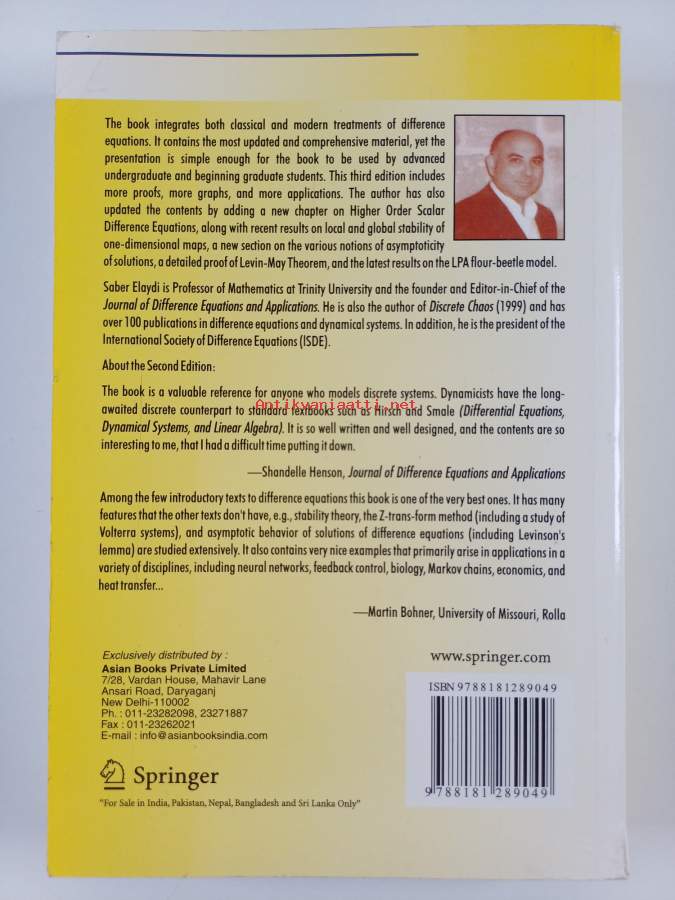 The book integrates both classical and modern treatments of difference
equations. It contains the most updated and comprehensive material, yet the
presentation is simple enough for the book to be used by advanced
undergraduate and beginning graduate students. This third edition includes
more proofs, more graphs, and more applications. The author has also
updated the contents by adding a new chapter on Higher Order Scalar
Difference Equations, along with recent results on local and global stability of
one-dimensional maps, a new section on the various notions of asymptoticity
of solutions, a detailed proof of Levin-May Theorem, and the latest results on the LPA flour-beetle model.
Saber Elaydi is Professor of Mathematics at Trinity University and the founder and Editor-in-Chief of the
Journal of Difference Equations and Applications. He is also the author of Discrete Chaos (1999) and has
over 100 publications in difference equations and dynamical systems. In addition, he is the president of the
International Society of Difference Equations (ISDE).
About the Second Edition:
The book is a valuable reference for anyone who models discrete systems. Dynamicists have the long-
awaited discrete counterpart to standard textbooks such as Hirsch and Smale (Differential Equations,
Antikvariaatti.net
Dynamical Systems, and Linear Algebra). It is so well written and well designed, and the contents are so
interesting to me, that I had a difficult time putting it down.
—Shandelle Henson, Journal of Difference Equations and Applications
Among the few introductory texts to difference equations this book is one of the very best ones. It has many
features that the other texts don't have, e.g., stability theory, the Z-trans-form method (including a study of
Volterra systems), and asymptotic behavior of solutions of difference equations (including Levinson's
lemma) are studied extensively. It also contains very nice examples that primarily arise in applications in a
variety of disciplines, including neural networks, feedback control, biology, Markov chains, economics, and
heat transfer...
—Martin Bohner, University of Missouri, Rolla
Exclusively distributed by :
Asian Books Private Limited
7/28, Vardan House, Mahavir Lane
Ansari Road, Daryaganj
New Delhi-110002
Ph. : 011-23282098, 23271887
Fax : 011-23262021
E-mail : info@asianbooksindia.com
Springer
"For Sale in India, Pakistan, Nepal, Bangladesh and Sri Lanka Only"
www.springer.com
ISBN 9788181289049
9 788181 289049